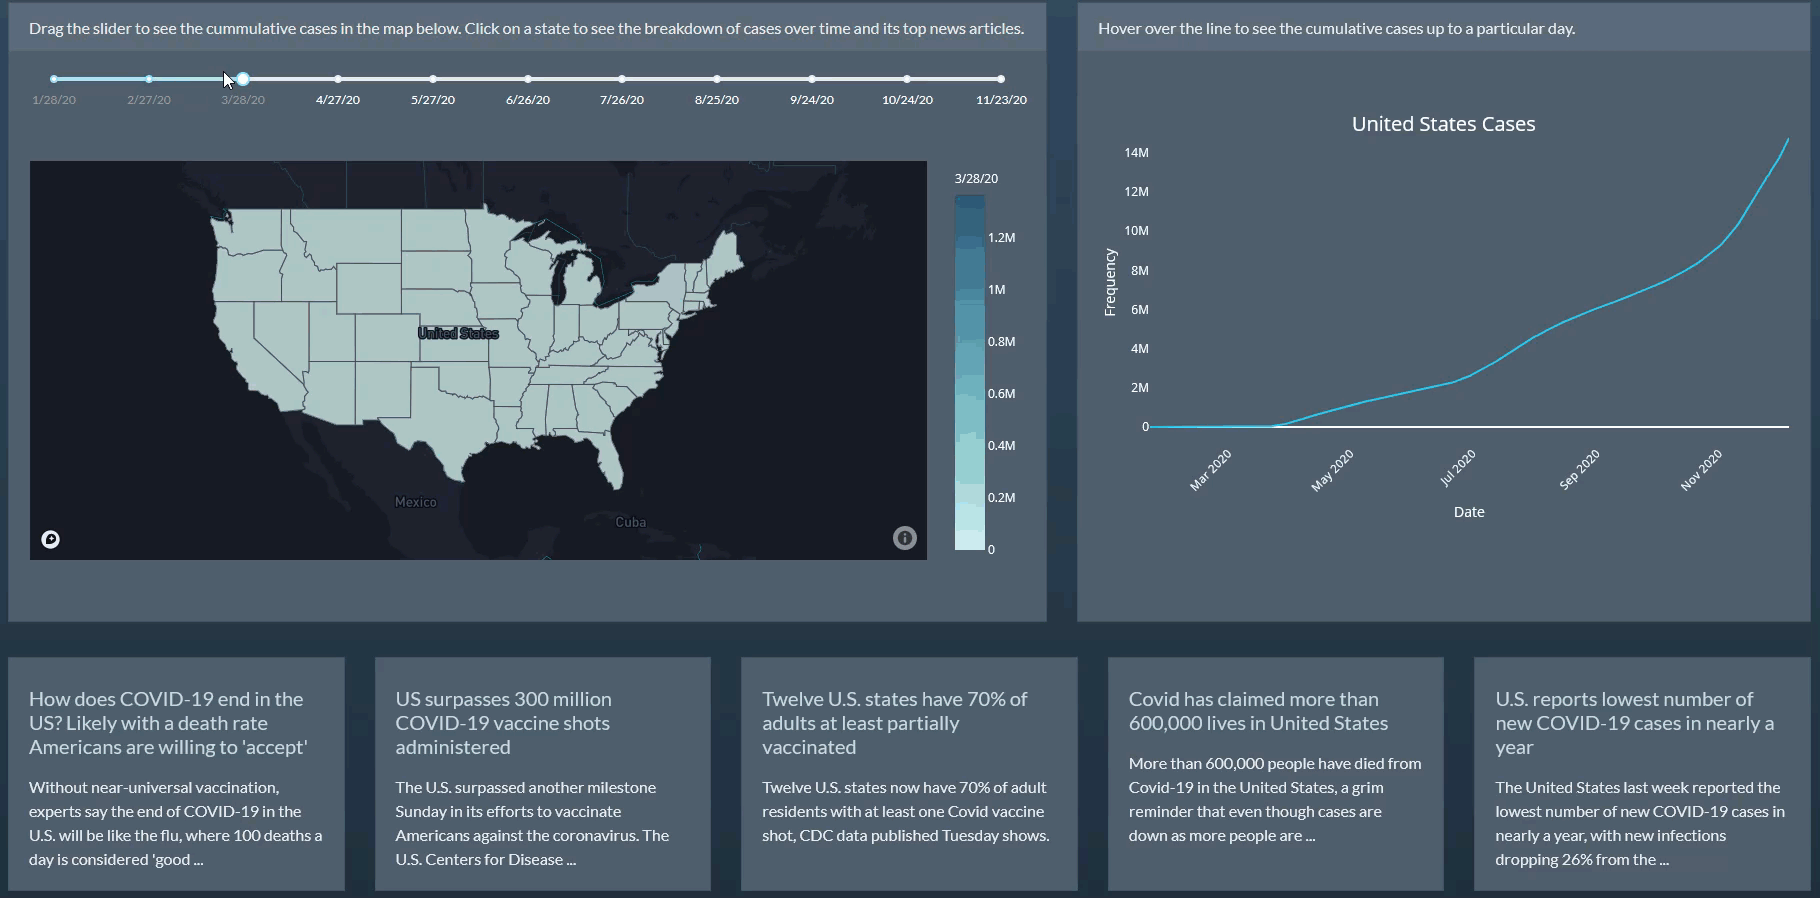 Drag the slider to see the cummulative cases in the map below. Click on a state to see the breakdown of cases over time and its top news articles.
1/28/20
2/27/20
3/28/20
4/27/20
5/27/20
6/26/20
7/26/20
8/25/20
9/24/20
10/24/20
11/23/20
United States
Mexico
Cuba
3/28/20
1.2M
1M
0.8M
0.6M
0.4M
0.2M
0
Hover over the line to see the cumulative cases up to a particular day.
United States Cases
14M
12M
10M
8M
6M
4M
2M
0
Frequency
Mar 2020
May 2020
Jul 2020
Sep 2020
Nov 2020
Date
How does COVID-19 end in the
US? Likely with a death rate
Americans are willing to 'accept'
Without near-universal vaccination,
experts say the end of COVID-19 in the
U.S. will be like the flu, where 100 deaths a
day is considered 'good ...
US surpasses 300 million
COVID-19 vaccine shots
administered
The U.S. surpassed another milestone
Sunday in its efforts to vaccinate
Americans against the coronavirus. The
U.S. Centers for Disease ...
Twelve U.S. states have 70% of
adults at least partially
vaccinated
Twelve U.S. states now have 70% of adult
residents with at least one Covid vaccine
shot, CDC data published Tuesday shows.
Covid has claimed more than
600,000 lives in United States
More than 600,000 people have died from
Covid-19 in the United States, a grim
reminder that even though cases are
down as more people are ...
U.S. reports lowest number of
new COVID-19 cases in nearly a
year
The United States last week reported the
lowest number of new COVID-19 cases in
nearly a year, with new infections
dropping 26% from the ...